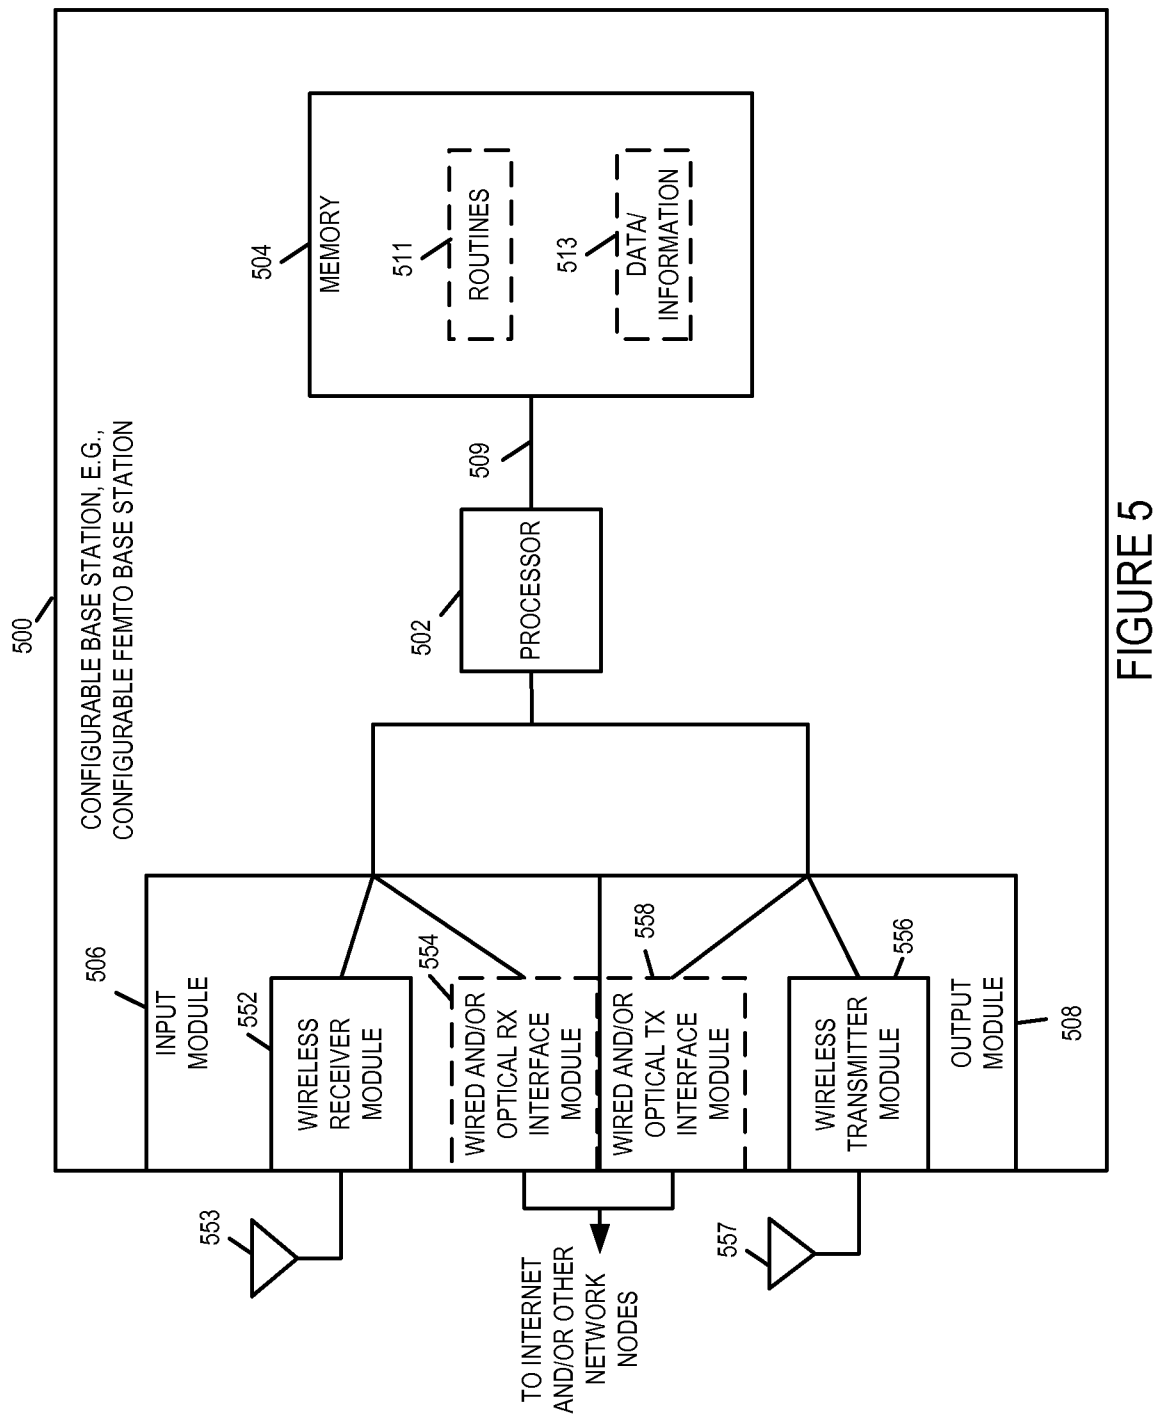 500
CONFIGURABLE BASE STATION, E.G.,
CONFIGURABLE FEMTO BASE STATION
506
INPUT
MODULE
552
WIRELESS
RECEIVER
MODULE
553
554
WIRED AND/OR
OPTICAL RX
INTERFACE
MODULE
558
WIRED AND/OR
OPTICAL TX
INTERFACE
MODULE
TO INTERNET
AND/OR OTHER
NETWORK
NODES
556
WIRELESS
TRANSMITTER
MODULE
557
OUTPUT
MODULE
508
502
PROCESSOR
509
504
MEMORY
511
ROUTINES
513
DATA/
INFORMATION
FIGURE 5